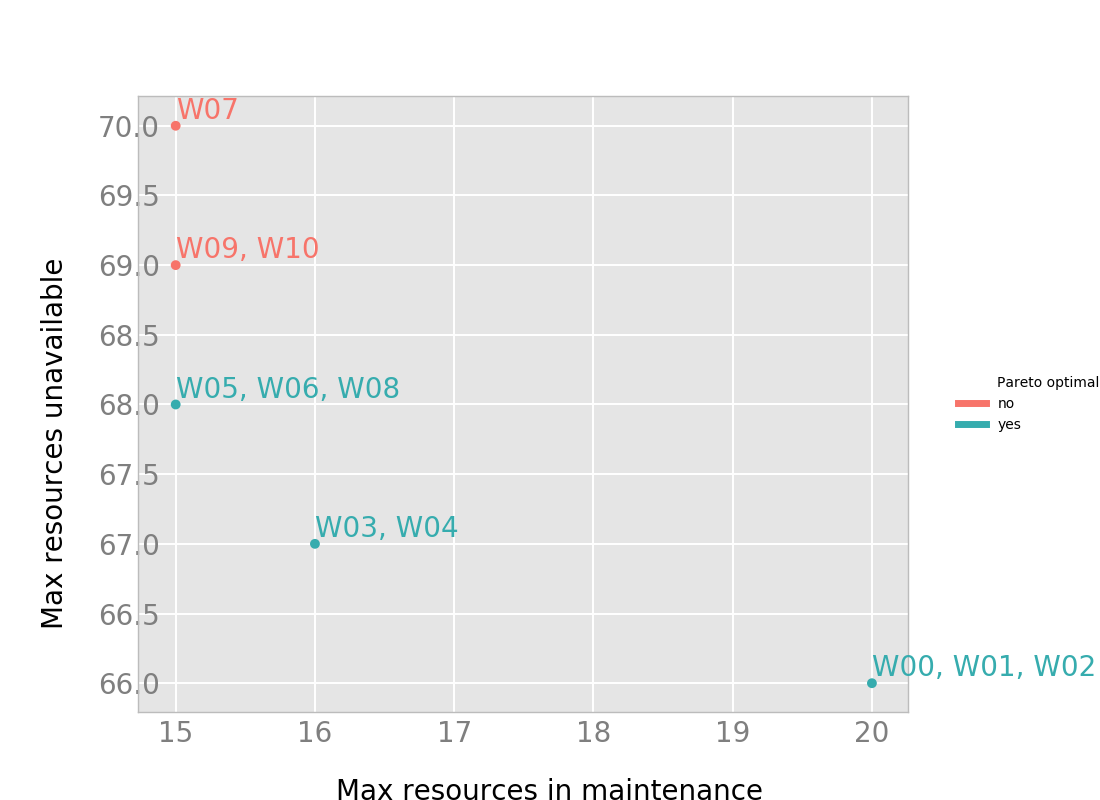 W07
70.0
69.5
W09, W10
69.0
68.5
W05, W06, W08
68.0
67.5
W03, W04
67.0
66.5
W00, W01, W02
66.0
Max resources unavailable
15 16 17 18 19 20
Max resources in maintenance
Pareto optimal
no
yes